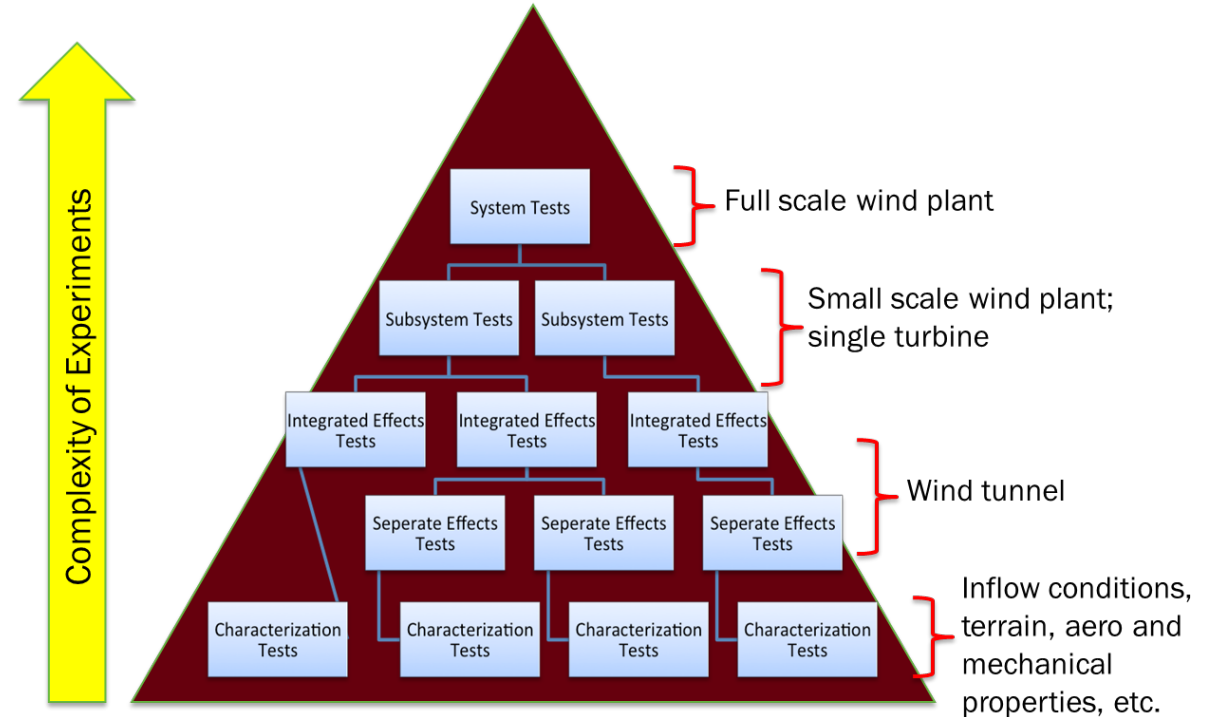 Complexity of Experiments
System Tests
Full scale wind plant
Subsystem Tests
Subsystem Tests
Small scale wind plant;
single turbine
Integrated Effects
Tests
Integrated Effects
Tests
Integrated Effects
Tests
Wind tunnel
Seperate Effects
Tests
Seperate Effects
Tests
Seperate Effects
Tests
Characterization
Tests
Characterization
Tests
Characterization
Tests
Characterization
Tests
Inflow conditions,
terrain, aero and
mechanical
properties, etc.